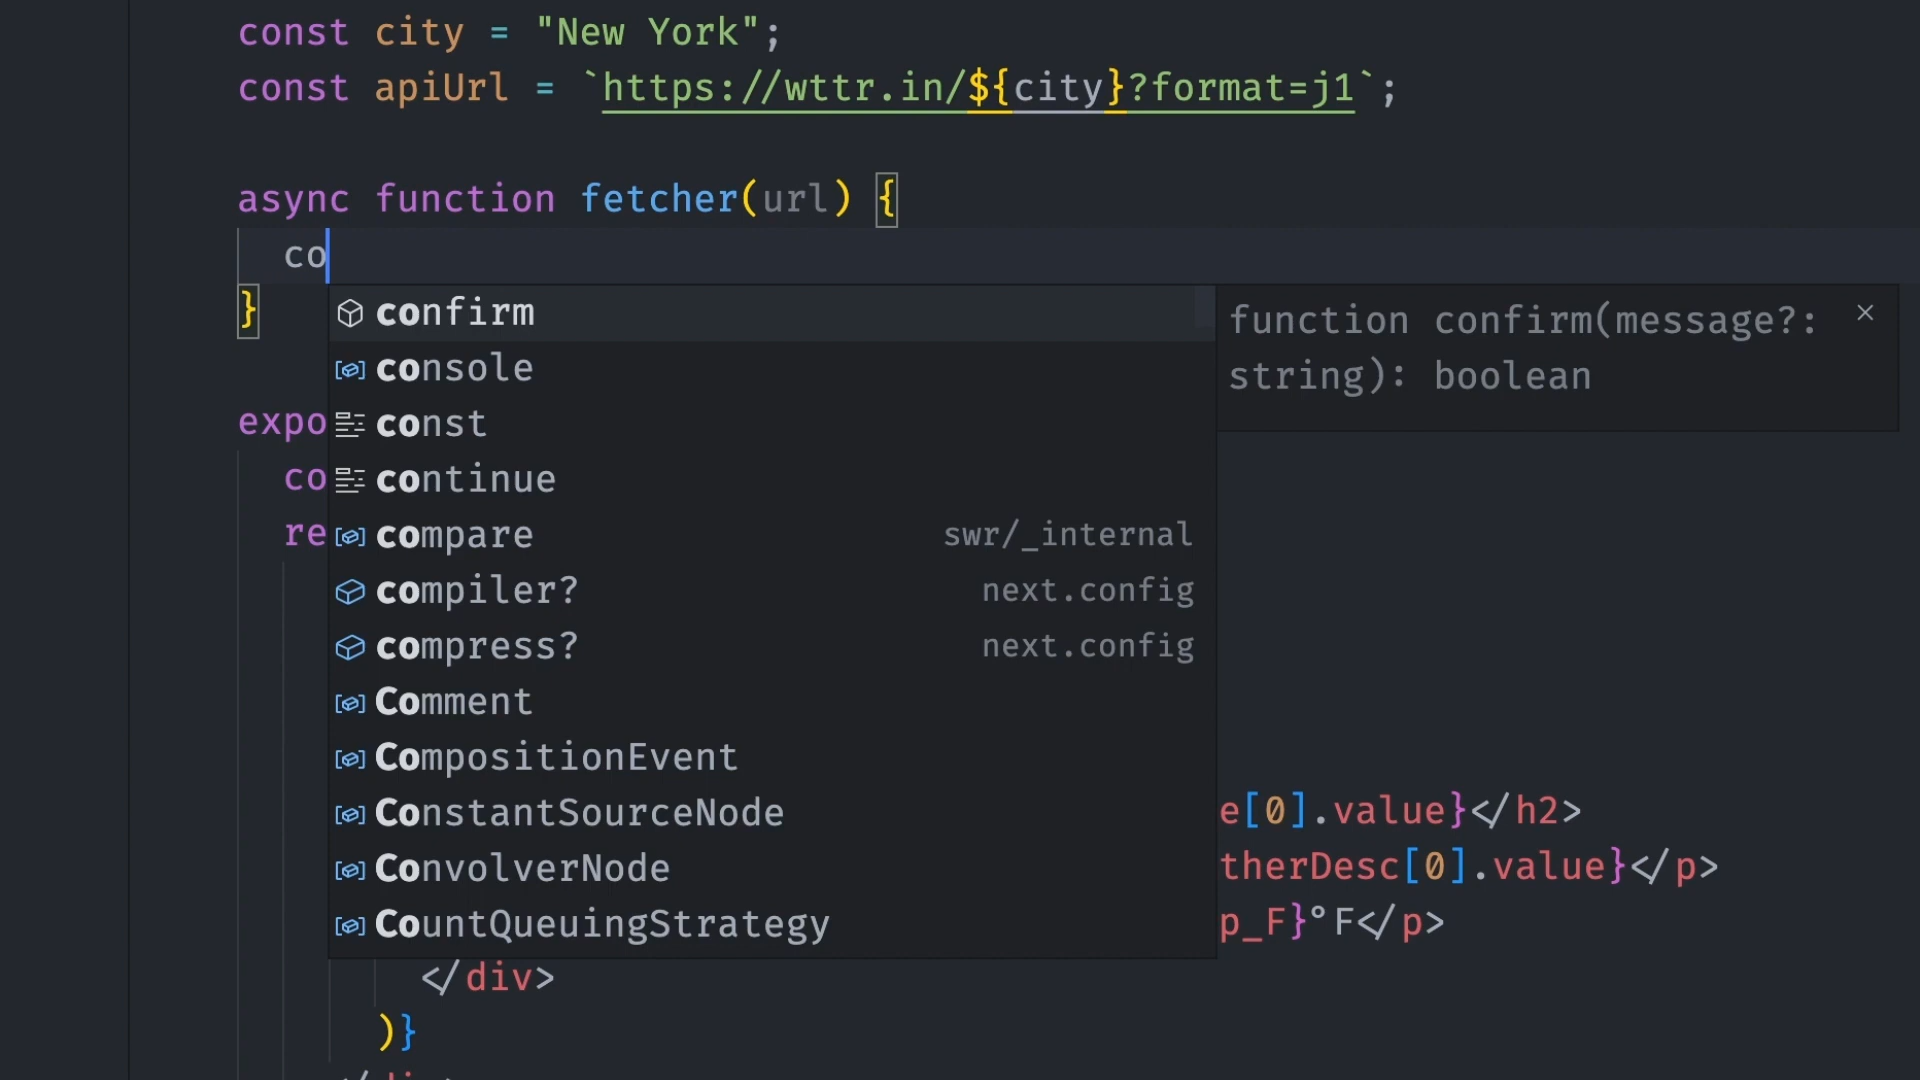 const city = "New York";
const apiUrl = `https://wttr.in/${city}?format=j1`;
async function fetcher(url) {
co
}
confirm
function confirm(message?: string): boolean
console
const
continue
compare swr/_internal
compiler? next.config
compress? next.config
Comment
CompositionEvent
ConstantSourceNode
ConvolverNode
CountQueuingStrategy
expo
co
re
e[0].value}</h2>
therDesc[0].value}</p>
p_F}°F</p>
</div>
)}